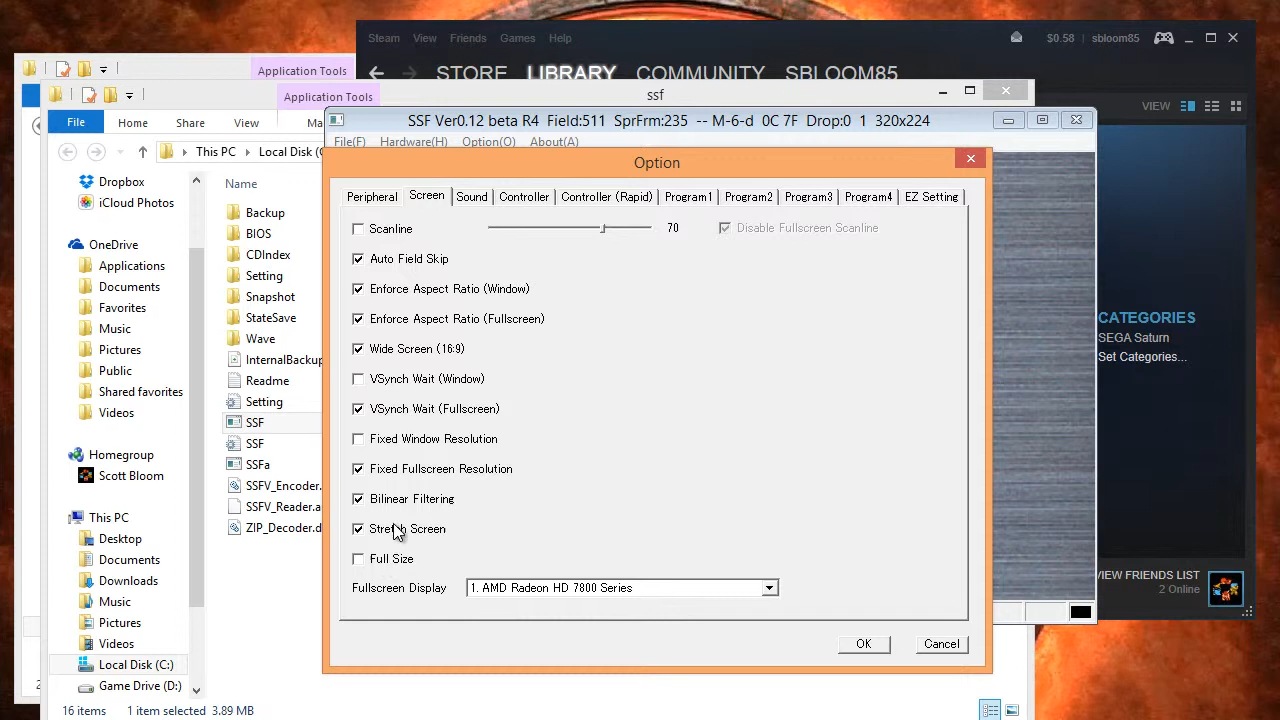 Steam View Friends Games Help $0.58 sbloom85
STORE LIBRARY COMMUNITY SBLOOM85
Application Tools
Application Tools
ssf
VIEW
File Home Share View
SSF Ver0.12 beta R4 Field:511 SprFrm:235 -- M-6-d 0C 7F Drop:0 1 320x224
File(F) Hardware(H) Option(O) About(A)
This PC Local Disk
Option
Dropbox
iCloud Photos
OneDrive
Applications
Documents
Favorites
Music
Pictures
Public
Shared favorites
Videos
Homegroup
Scott Bloom
This PC
Desktop
Documents
Downloads
Music
Pictures
Videos
Local Disk (C:)
Game Drive (D:)
16 items 1 item selected 3.89 MB
Name
Backup
BIOS
CDIndex
Setting
Snapshot
StateSave
Wave
InternalBackup
Readme
Setting
SSF
SSF
SSFa
SSFV_Encoder.
SSFV_Reader.a
ZIP_Decoder.d
Peripheral Screen Sound Controller Controller (Rapid) Program1 Program2 Program3 Program4 EZ Setting
Scanline 70 Disable Fullscreen Scanline
Auto Field Skip
Enforce Aspect Ratio (Window)
Enforce Aspect Ratio (Fullscreen)
Wide Screen (16:9)
VSynch Wait (Window)
VSynch Wait (Fullscreen)
Fixed Window Resolution
Fixed Fullscreen Resolution
Bilinear Filtering
Stretch Screen
Full Size
Fullscreen Display 1. AMD Radeon HD 7800 Series
OK Cancel
CATEGORIES
SEGA Saturn
Set Categories...
VIEW FRIENDS LIST
2 Online